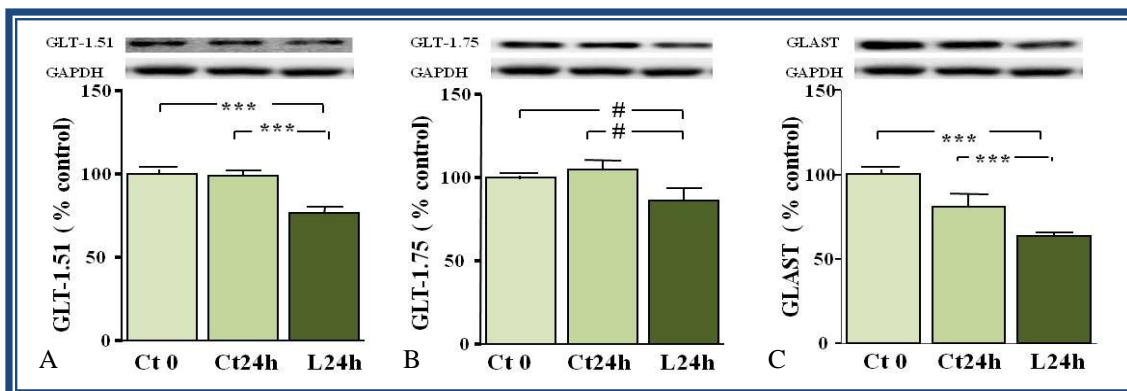 GLT-1.51
GAPDH
150
***
***
100
50
0
GLT-1.51 ( % control)
Ct 0 Ct24h L24h
A
GLT-1.75
GAPDH
150
#
#
100
50
0
GLT-1.75 ( % control)
Ct 0 Ct24h L24h
B
GLAST
GAPDH
150
***
***
100
50
0
GLAST ( % control)
Ct 0 Ct24h L24h
C